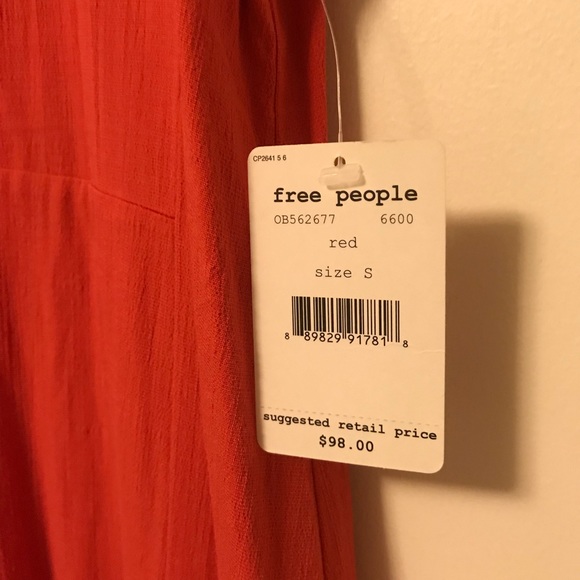 CP2641 5 6
free people
OB562677 6600
red
size S
8 89829 91781 8
suggested retail price
$98.00